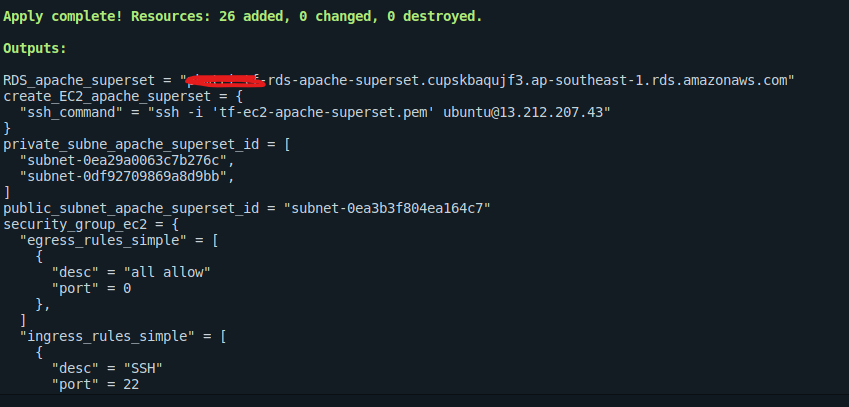 Apply complete! Resources: 26 added, 0 changed, 0 destroyed.
Outputs:
RDS_apache_superset = "-rds-apache-superset.cupskbaqujf3.ap-southeast-1.rds.amazonaws.com"
create_EC2_apache_superset = {
"ssh_command" = "ssh -i 'tf-ec2-apache-superset.pem' ubuntu@13.212.207.43"
}
private_subne_apache_superset_id = [
"subnet-0ea29a0063c7b276c",
"subnet-0df92709869a8d9bb",
]
public_subnet_apache_superset_id = "subnet-0ea3b3f804ea164c7"
security_group_ec2 = {
"egress_rules_simple" = [
{
"desc" = "all allow"
"port" = 0
},
]
"ingress_rules_simple" = [
{
"desc" = "SSH"
"port" = 22